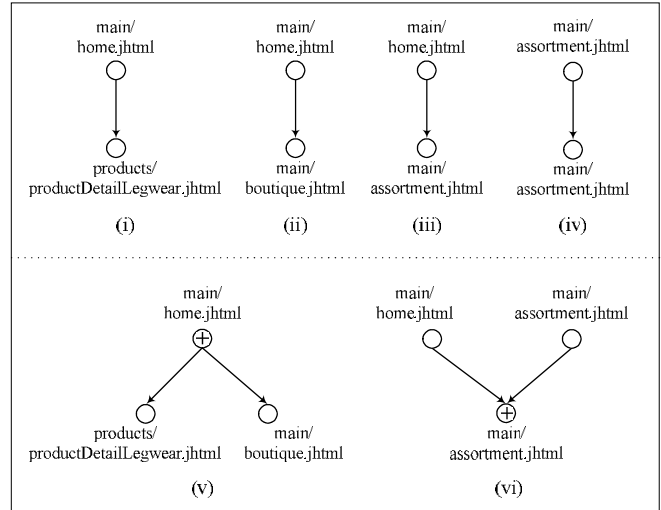 main/
home.jhtml
main/
home.jhtml
main/
home.jhtml
main/
assortment.jhtml
products/
productDetailLegwear.jhtml
main/
boutique.jhtml
main/
assortment.jhtml
main/
assortment.jhtml
(i)
(ii)
(iii)
(iv)
main/
home.jhtml
main/
home.jhtml
main/
assortment.jhtml
products/
productDetailLegwear.jhtml
main/
boutique.jhtml
main/
assortment.jhtml
(v)
(vi)